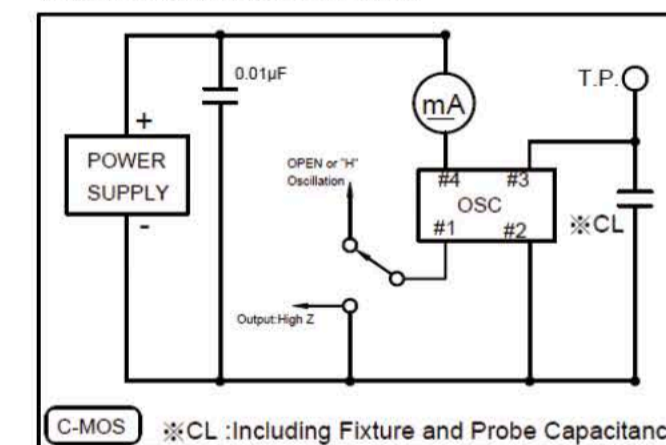 0.01µF
T.P.
mA
+
POWER
SUPPLY
-
OPEN or "H"
Oscillation
#4 #3
OSC
#1 #2
※CL
Output:High Z
C-MOS ※CL :Including Fixture and Probe